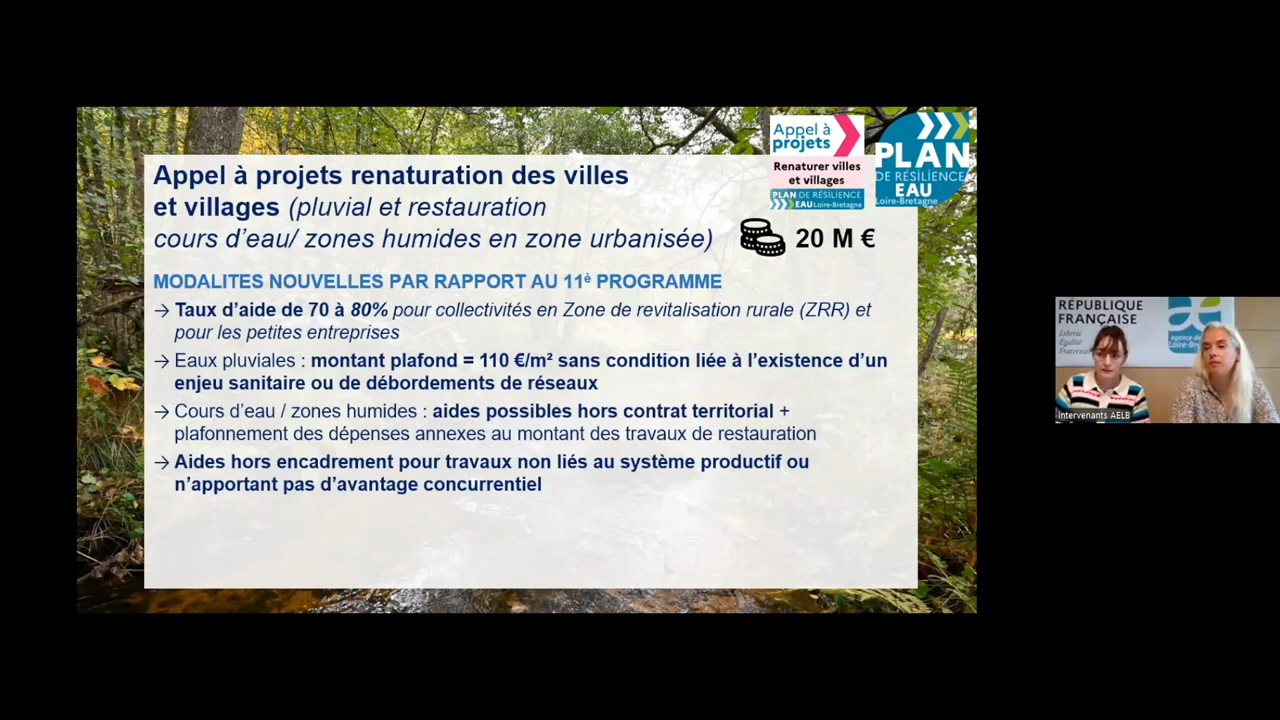 Appel à projets renaturation des villes
et villages (pluvial et restauration
cours d’eau/ zones humides en zone urbanisée)
20 M €
Appel à
projets
Renaturer villes
et villages
PLAN DE RÉSILIENCE
EAU Loire-Bretagne
PLAN
DE RÉSILIENCE
EAU
Loire-Bretagne
MODALITES NOUVELLES PAR RAPPORT AU 11è PROGRAMME
→ Taux d’aide de 70 à 80% pour collectivités en Zone de revitalisation rurale (ZRR) et
pour les petites entreprises
→ Eaux pluviales : montant plafond = 110 €/m² sans condition liée à l’existence d’un
enjeu sanitaire ou de débordements de réseaux
→ Cours d’eau / zones humides : aides possibles hors contrat territorial +
plafonnement des dépenses annexes au montant des travaux de restauration
→ Aides hors encadrement pour travaux non liés au système productif ou
n’apportant pas d’avantage concurrentiel
RÉPUBLIQUE
FRANÇAISE
Liberté
Égalité
Fraternité
agence de
Loire-Br
Intervenants AELB